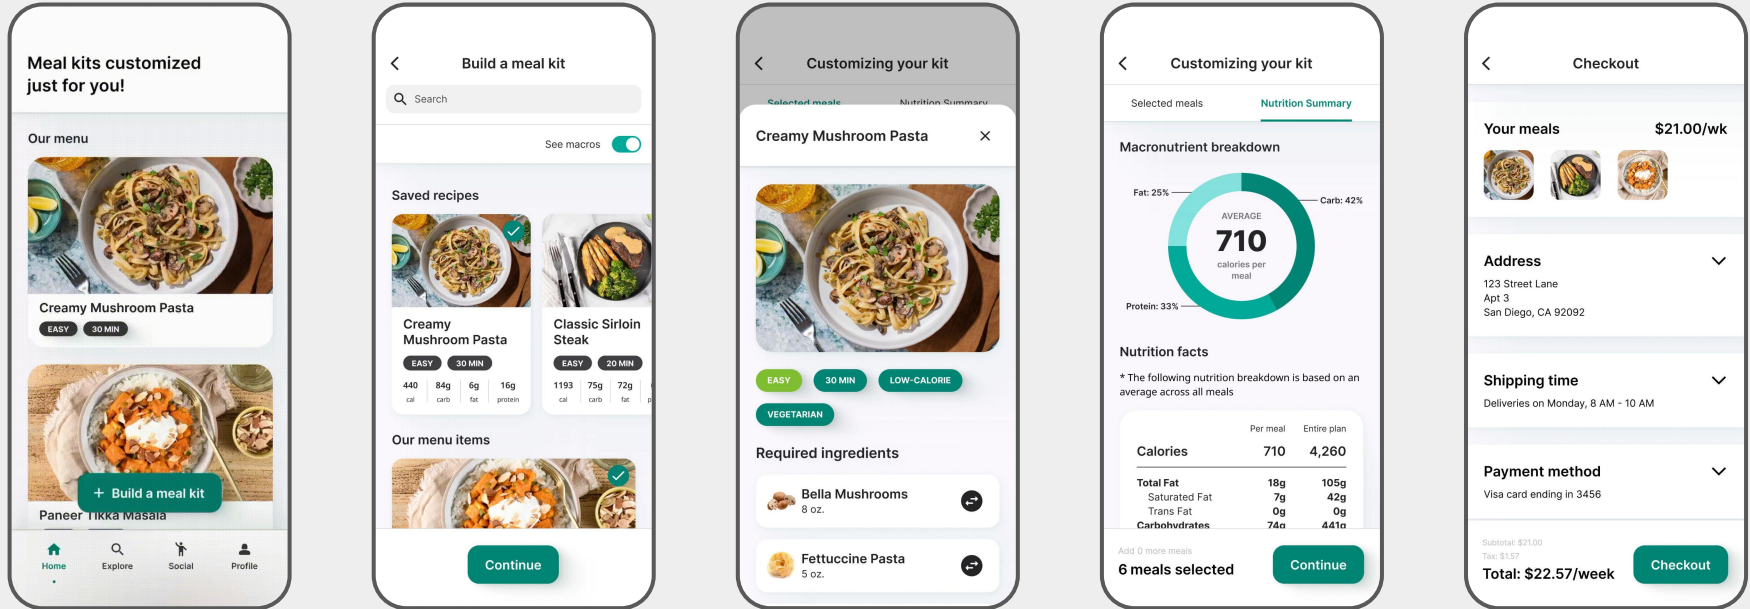 Meal kits customized
just for you!
Our menu
Creamy Mushroom Pasta
EASY
30 MIN
+ Build a meal kit
Paneer Tikka Masala
Home
Explore
Social
Profile
Build a meal kit
Search
See macros
Saved recipes
Creamy
Mushroom Pasta
EASY
30 MIN
440
84g
6g
16g
cal
carb
fat
protein
Classic Sirloin
Steak
EASY
20 MIN
1193
75g
72g
cal
carb
fat
Our menu items
Continue
Customizing your kit
Selected meals
Nutrition Summary
Creamy Mushroom Pasta
EASY
30 MIN
LOW-CALORIE
VEGETARIAN
Required ingredients
Bella Mushrooms
8 oz.
Fettuccine Pasta
5 oz.
Customizing your kit
Selected meals
Nutrition Summary
Macronutrient breakdown
Fat: 25%
Carb: 42%
AVERAGE
710
calories per
meal
Protein: 33%
Nutrition facts
* The following nutrition breakdown is based on an
average across all meals
Per meal Entire plan
Calories 710 4,260
Total Fat 18g 105g
Saturated Fat 7g 42g
Trans Fat 0g 0g
Carbohydrates 74g 441g
Add 0 more meals
6 meals selected
Continue
Checkout
Your meals $21.00/wk
Address
123 Street Lane
Apt 3
San Diego, CA 92092
Shipping time
Deliveries on Monday, 8 AM - 10 AM
Payment method
Visa card ending in 3456
Subtotal: $21.00
Tax: $1.57
Total: $22.57/week
Checkout